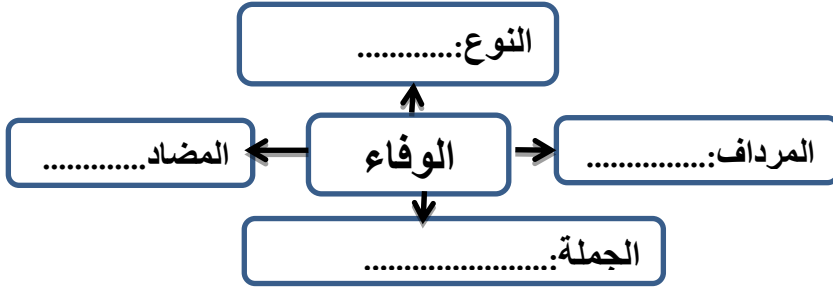 النوع:............
المرداف:...............
الوفاء
المضاد.............
الجملة:.......................